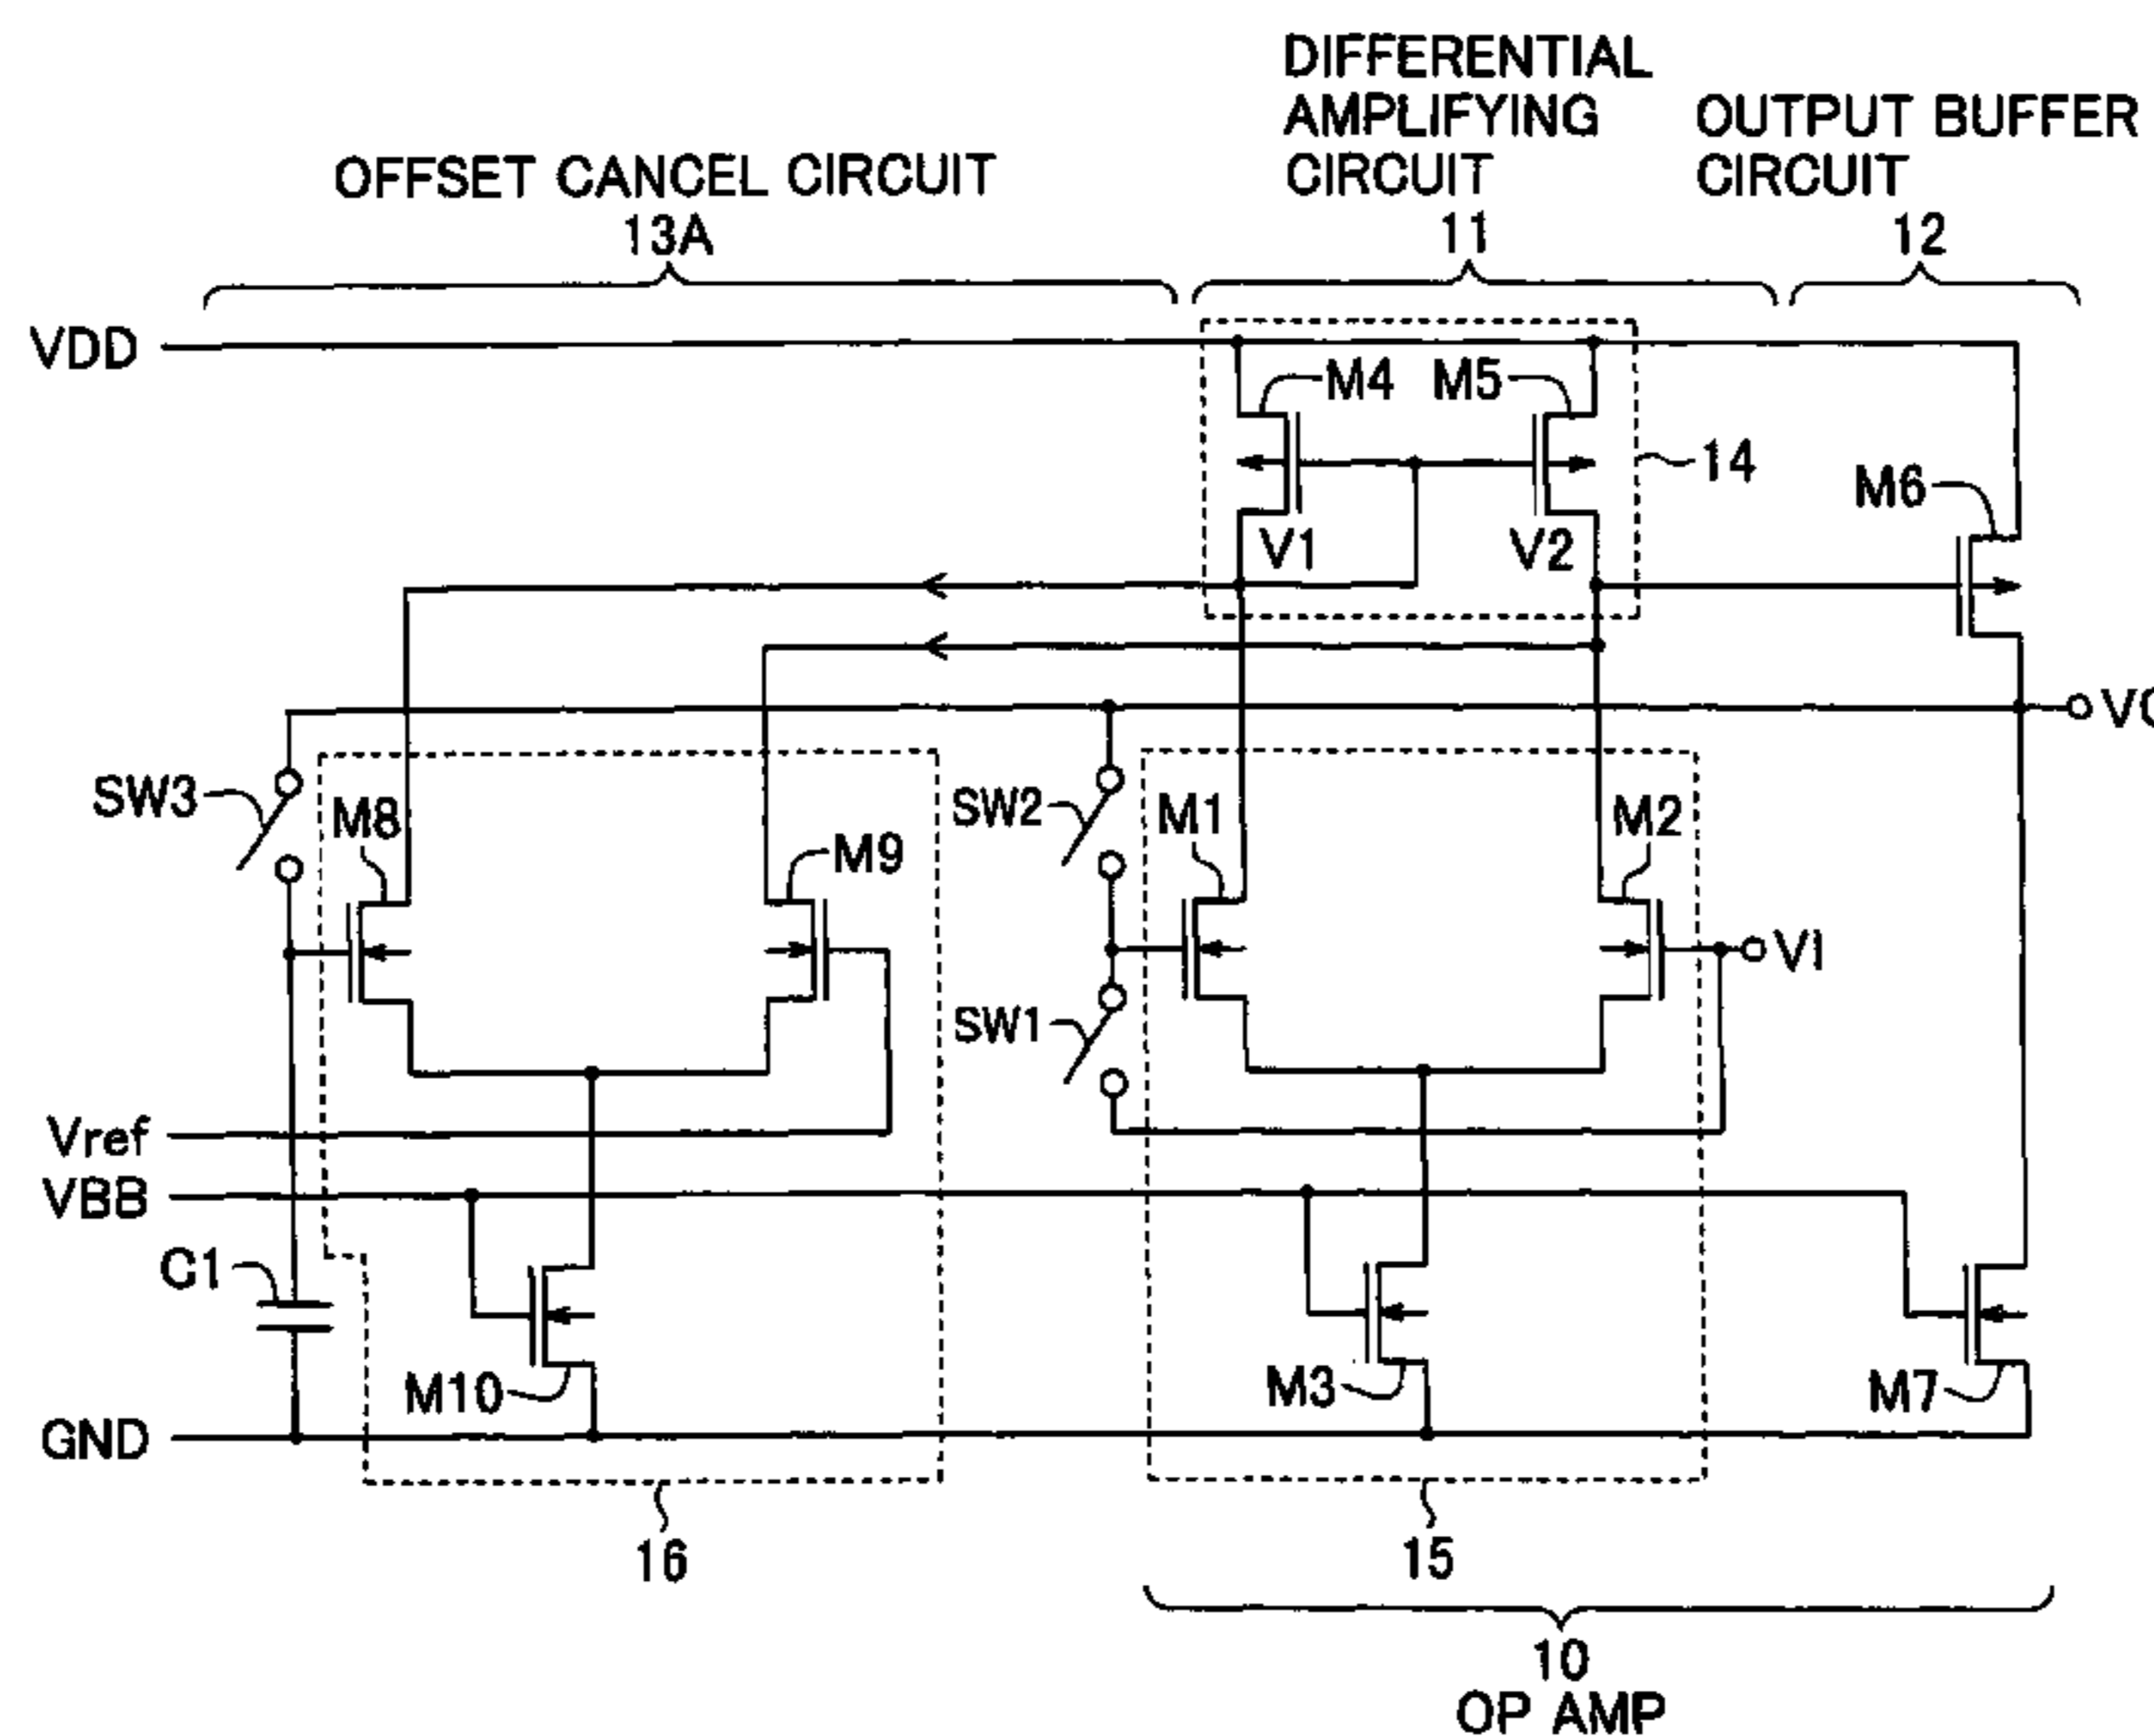 DIFFERENTIAL
AMPLIFYING
CIRCUIT
11
OUTPUT BUFFER
CIRCUIT
12
OFFSET CANCEL CIRCUIT
13A
VDD
M4
M5
14
M6
V1
V2
SW3
M8
M9
SW2
M1
M2
VI
SW1
Vref
VBB
C1
M10
M3
M7
GND
16
15
10
OP AMP